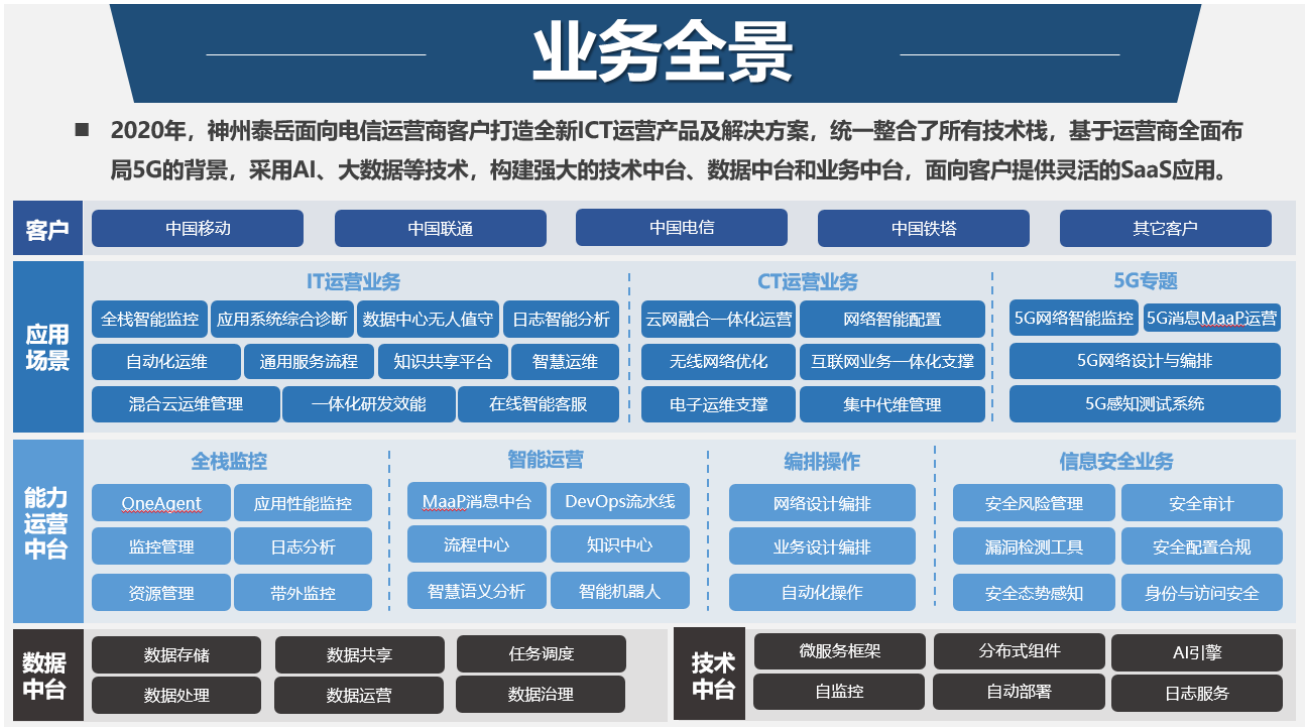 业务全景
■ 2020年，神州泰岳面向电信运营商客户打造全新ICT运营产品及解决方案，统一整合了所有技术栈，基于运营商全面布
局5G的背景，采用AI、大数据等技术，构建强大的技术中台、数据中台和业务中台，面向客户提供灵活的SaaS应用。
客户
中国移动 中国联通 中国电信 中国铁塔 其它客户
应用
场景
IT运营业务
全栈智能监控 应用系统综合诊断 数据中心无人值守 日志智能分析
自动化运维 通用服务流程 知识共享平台 智慧运维
混合云运维管理 一体化研发效能 在线智能客服
CT运营业务
云网融合一体化运营 网络智能配置
无线网络优化 互联网业务一体化支撑
电子运维支撑 集中代维管理
5G专题
5G网络智能监控 5G消息MaaP运营
5G网络设计与编排
5G感知测试系统
能力
运营
中台
全栈监控
OneAgent 应用性能监控
监控管理 日志分析
资源管理 带外监控
智能运营
MaaP消息中台 DevOps流水线
流程中心 知识中心
智慧语义分析 智能机器人
编排操作
网络设计编排
业务设计编排
自动化操作
信息安全业务
安全风险管理 安全审计
漏洞检测工具 安全配置合规
安全态势感知 身份与访问安全
数据
中台
数据存储 数据共享 任务调度
数据处理 数据运营 数据治理
技术
中台
微服务框架 分布式组件 AI引擎
自监控 自动部署 日志服务